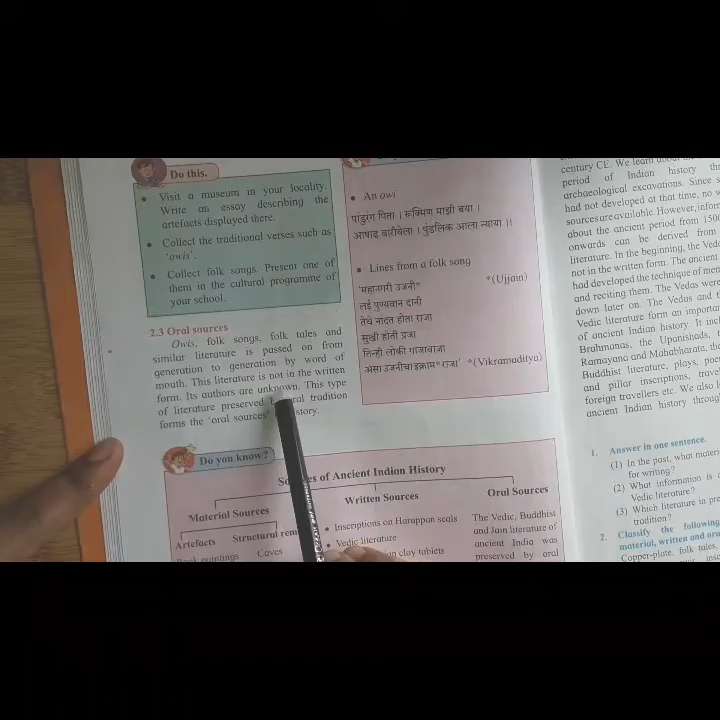 Do this.
• Visit a museum in your locality.
Write an essay describing the
artefacts displayed there.
• Collect the traditional verses such as
'owis'.
• Collect folk songs. Present one of
them in the cultural programme of
your school.
2.3 Oral sources
Owis, folk songs, folk tales and
similar literature is passed on from
generation to generation by word of
mouth. This literature is not in the written
form. Its authors are unknown. This type
of literature preserved oral tradition
forms the 'oral sources' history.
• An owi
पांडुरंग पिता । रुक्मिण माझी बया ।
आषाढ वारीयेला । पुंडलिक आला न्याया ।।
• Lines from a folk song
'महानगरी उजनी* *(Ujjain)
लई पुण्यवान दानी
तेथे नांदत होता राजा
सुखी होती प्रजा
तिन्ही लोकी गाजावाजा
असा उजनीचा इक्राम* राजा' *(Vikramaditya)
Do you know?
of Ancient Indian History
Material Sources
Written Sources
Oral Sources
Artefacts
Structural
paintings
Caves
• Inscriptions on Harappan seals
• Vedic literature
clay tablets
The Vedic, Buddhist
and Jain literature of
ancient India was
preserved by oral
century CE. We learn
period of Indian history
archaeological excavations. Since
had not developed at that time, no
sources are available. However,
about the ancient period from
onwards can be derived from
literature. In the beginning, the
not in the written form. The ancient
had developed the technique of
and reciting them. The Vedas were
down later on. The Vedas and
Vedic literature form an important
of ancient Indian history. It
Brahmanas, the Upanishads,
Ramayana and Mahabharata, the
Buddhist literature, plays,
and pillar inscriptions,
foreign travellers etc. We also
ancient Indian history through
1. Answer in one sentence.
(1) In the past, what
for writing?
(2) What information is
Vedic literature?
(3) Which literature in
tradition?
2. Classify the following
material, written and
Copper-plate, folk tales,